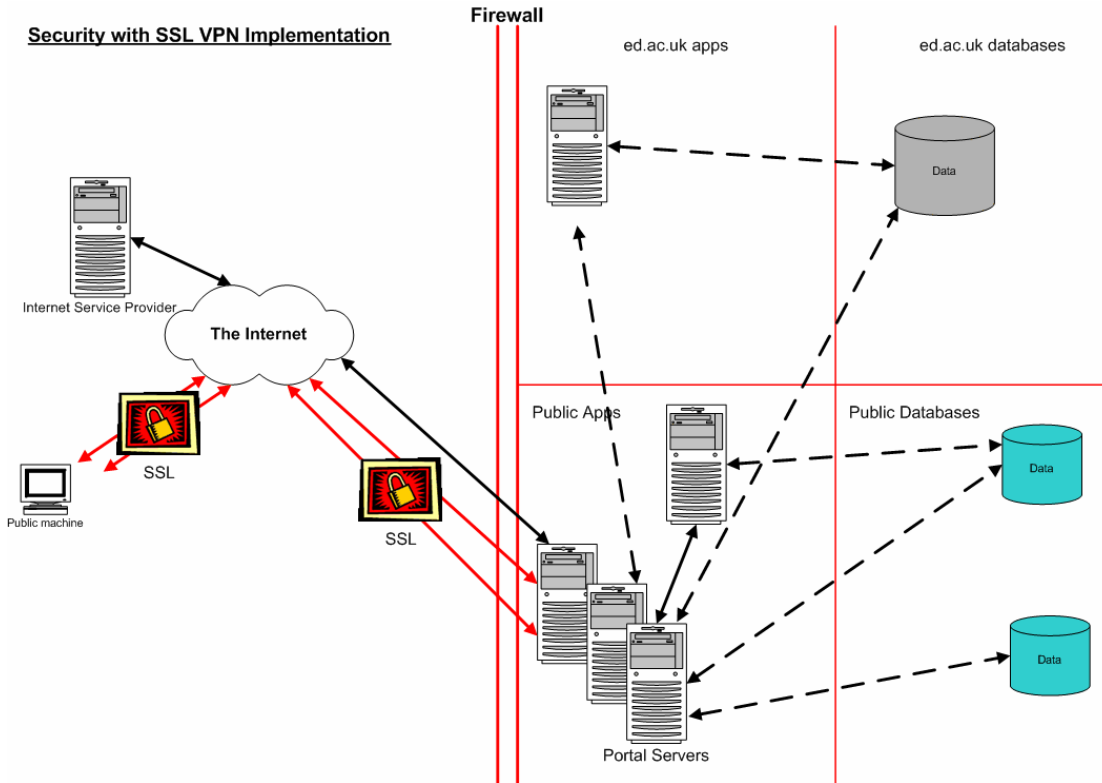 Firewall
Security with SSL VPN Implementation
ed.ac.uk apps
ed.ac.uk databases
Data
Internet Service Provider
The Internet
Public Apps
Public Databases
Data
SSL
Public machine
SSL
Data
Portal Servers